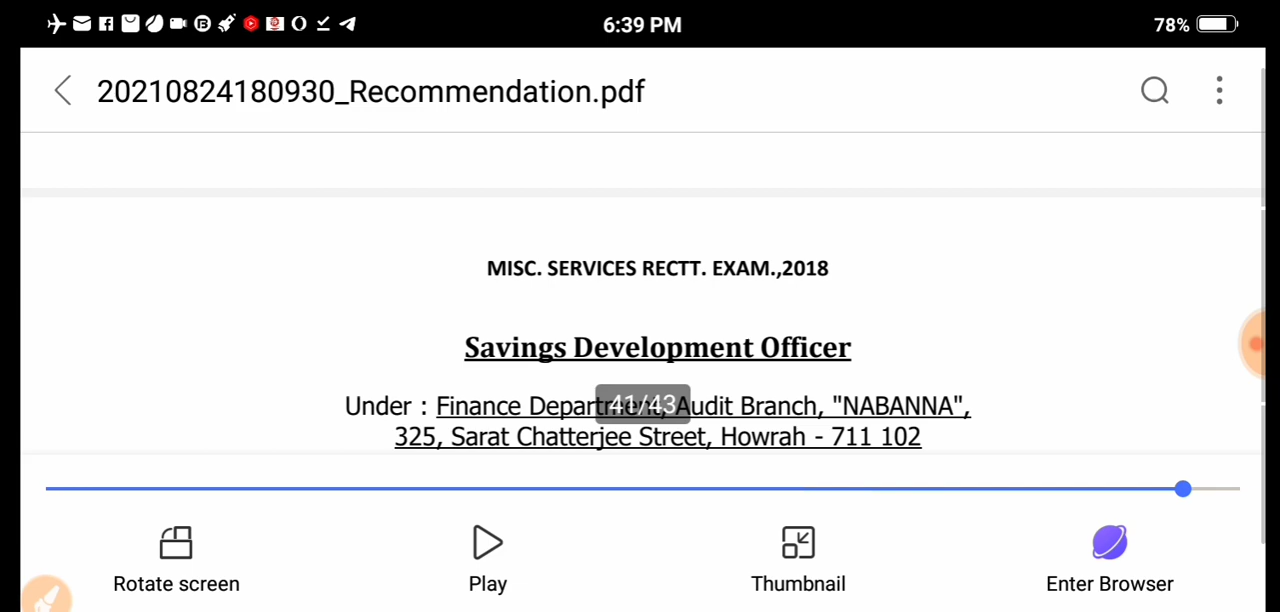 6:39 PM
78%
20210824180930_Recommendation.pdf
MISC. SERVICES RECTT. EXAM.,2018
Savings Development Officer
Under : Finance Department, Audit Branch, "NABANNA",
41/43
325, Sarat Chatterjee Street, Howrah - 711 102
Rotate screen
Play
Thumbnail
Enter Browser